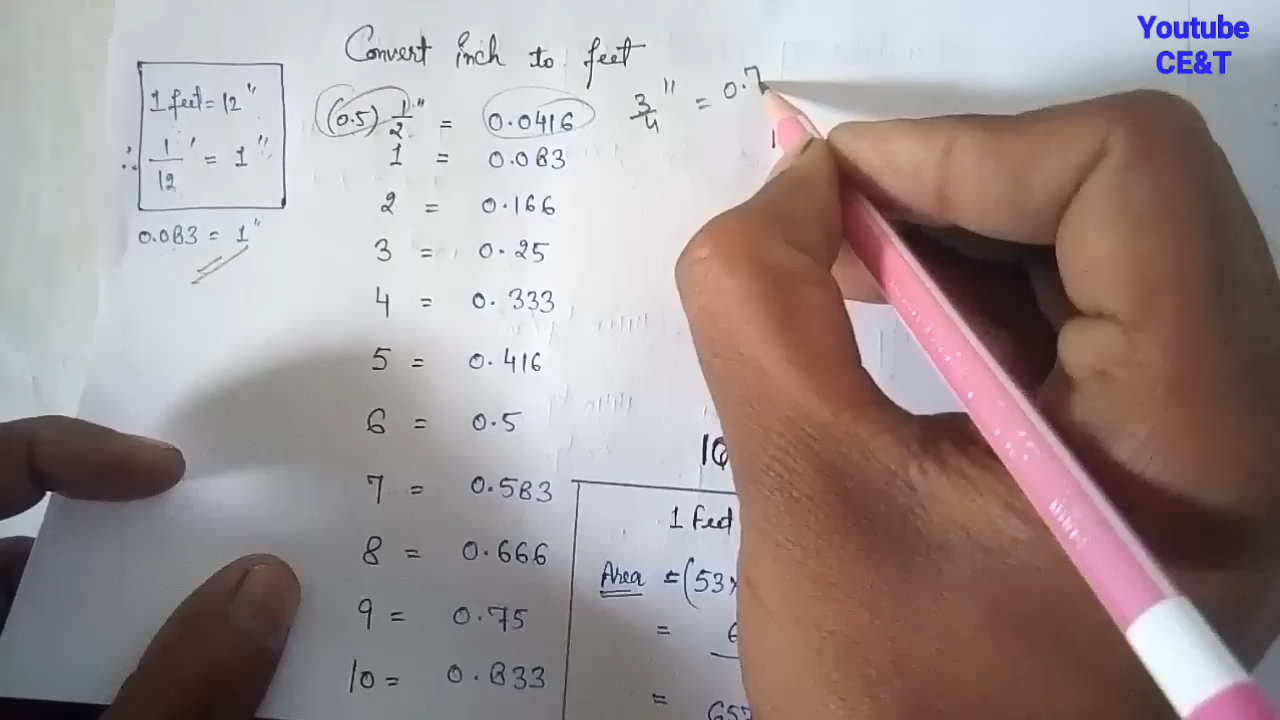 Youtube
CE&T
Convert inch to feet
1 feet = 12"
∴ 1/12' = 1"
0.083 = 1"
(0.5) 1/2" = 0.0416
1 = 0.083
2 = 0.166
3 = 0.25
4 = 0.333
5 = 0.416
6 = 0.5
7 = 0.583
8 = 0.666
9 = 0.75
10 = 0.833
3/4" = 0.7
1 Feet
Area = (53
=
=